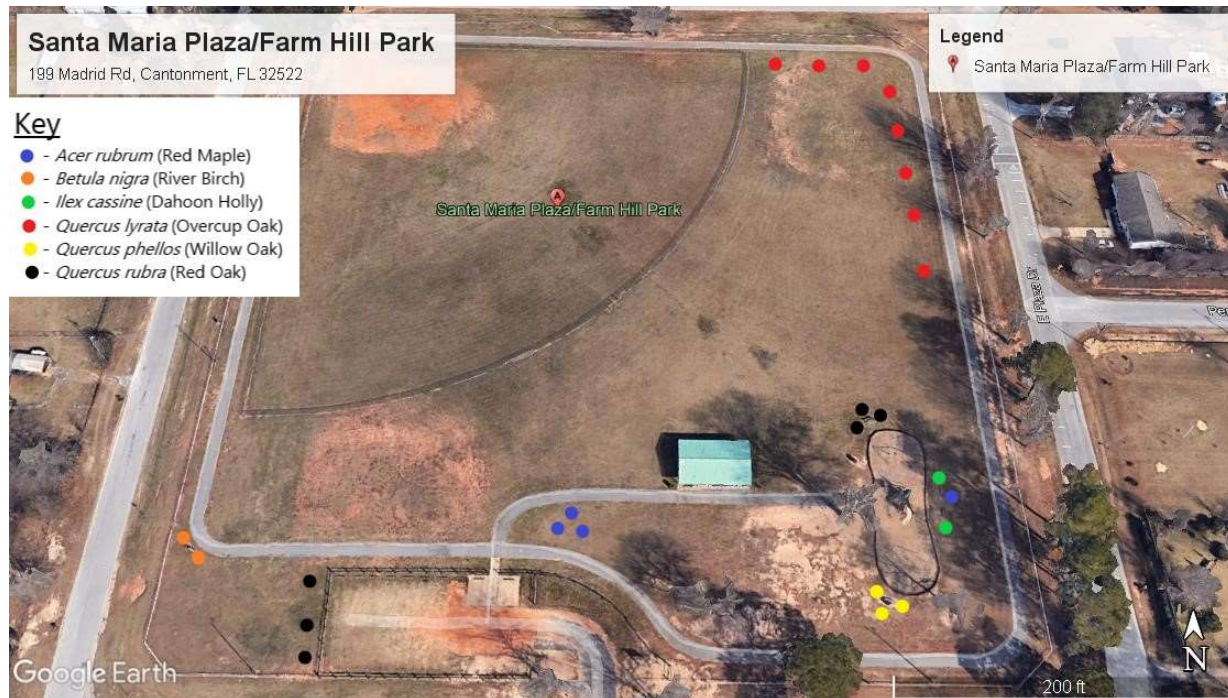 Santa Maria Plaza/Farm Hill Park
199 Madrid Rd, Cantonment, FL 32522
Legend
Santa Maria Plaza/Farm Hill Park
Key
- Acer rubrum (Red Maple)
- Betula nigra (River Birch)
- Ilex cassine (Dahoon Holly)
- Quercus lyrata (Overcup Oak)
- Quercus phellos (Willow Oak)
- Quercus rubra (Red Oak)
Santa Maria Plaza/Farm Hill Park
E Plaza Dr
Google Earth
N
200 ft